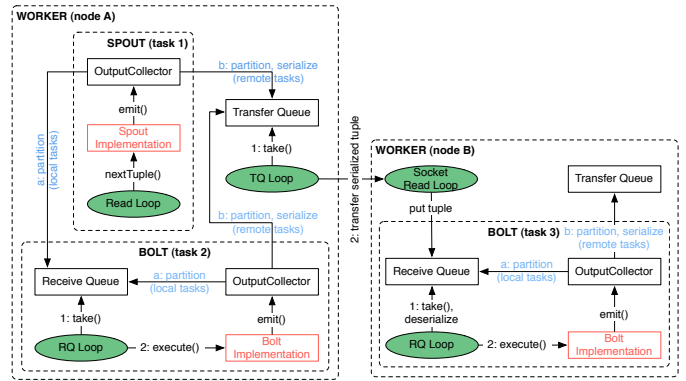 WORKER (node A)
SPOUT (task 1)
OutputCollector
b: partition, serialize
(remote tasks)
emit()
Spout
Implementation
nextTuple()
Read Loop
a: partition
(local tasks)
Transfer Queue
1: take()
TQ Loop
b: partition, serialize
(remote tasks)
BOLT (task 2)
Receive Queue
a: partition
(local tasks)
OutputCollector
1: take()
emit()
RQ Loop
2: execute()
Bolt
Implementation
2: transfer serialized tuple
WORKER (node B)
Socket
Read Loop
Transfer Queue
put tuple
BOLT (task 3)
b: partition, serialize
(remote tasks)
Receive Queue
a: partition
(local tasks)
OutputCollector
1: take(),
deserialize
emit()
RQ Loop
2: execute()
Bolt
Implementation